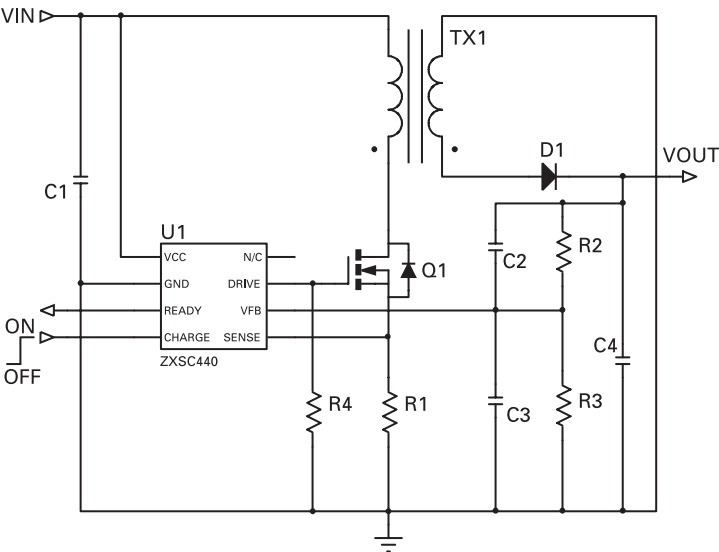 VIN
TX1
D1
VOUT
C1
U1
VCC
N/C
GND
DRIVE
READY
VFB
CHARGE
SENSE
ZXSC440
Q1
C2
R2
ON
OFF
C4
R4
R1
C3
R3